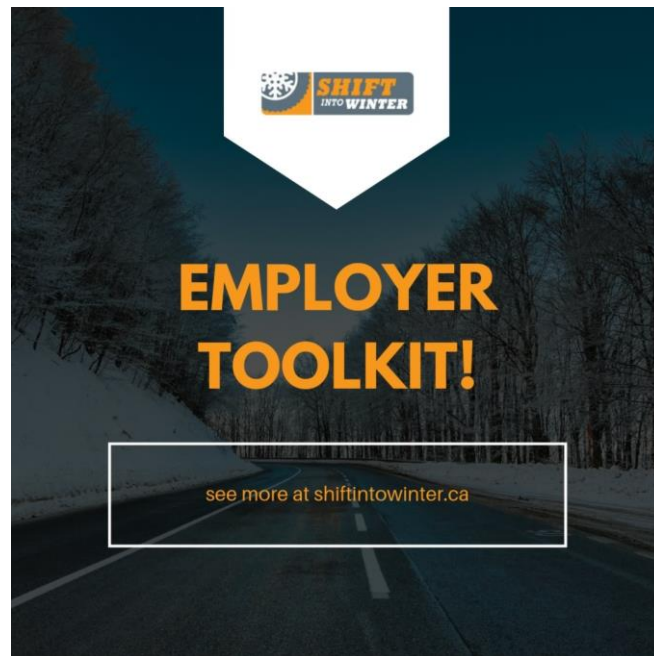 SHIFT
INTO WINTER
EMPLOYER
TOOLKIT!
see more at shiftintowinter.ca